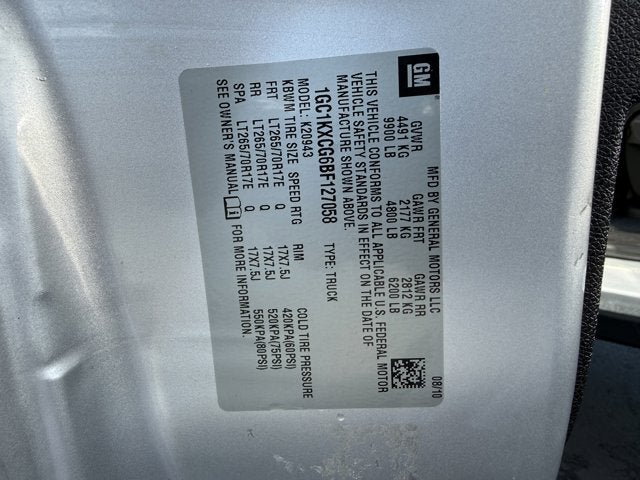 GM
MFD BY GENERAL MOTORS LLC 08/10
GVWR GAWR FRT GAWR RR
4491 KG 2177 KG 2812 KG
9900 LB 4800 LB 6200 LB
THIS VEHICLE CONFORMS TO ALL APPLICABLE U.S. FEDERAL MOTOR
VEHICLE SAFETY STANDARDS IN EFFECT ON THE DATE OF
MANUFACTURE SHOWN ABOVE.
1GC1KXCG6BF127058 TYPE: TRUCK
MODEL: K20943
KBWM TIRE SIZE SPEED RTG RIM COLD TIRE PRESSURE
FRT LT265/70R17E Q 17X7.5J 420KPA(60PSI)
RR LT265/70R17E Q 17X7.5J 520KPA(75PSI)
SPA LT265/70R17E Q 17X7.5J 550KPA(80PSI)
SEE OWNER'S MANUAL FOR MORE INFORMATION.